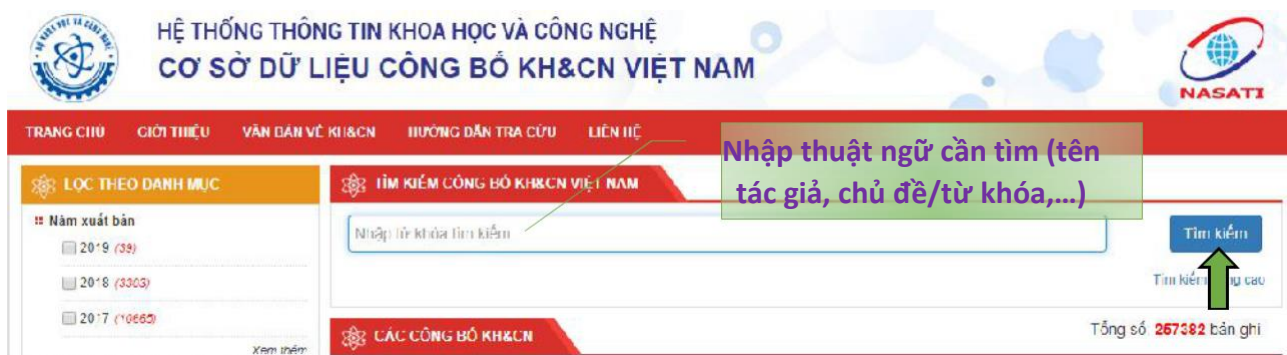 HỆ THỐNG THÔNG TIN KHOA HỌC VÀ CÔNG NGHỆ
CƠ SỞ DỮ LIỆU CÔNG BỐ KH&CN VIỆT NAM
NASATI
TRANG CHỦ GIỚI THIỆU VĂN BẢN VỀ KH&CN HƯỚNG DẪN TRA CỨU LIÊN HỆ
Nhập thuật ngữ cần tìm (tên
tác giả, chủ đề/từ khóa,...)
LỌC THEO DANH MỤC
TÌM KIẾM CÔNG BỐ KH&CN VIỆT NAM
Năm xuất bản
Nhập từ khóa tìm kiếm
Tìm kiếm
2019 (39)
2018 (3303)
Tìm kiếm cao
2017 (10665)
Xem thêm
CÁC CÔNG BỐ KH&CN
Tổng số 267382 bản ghi